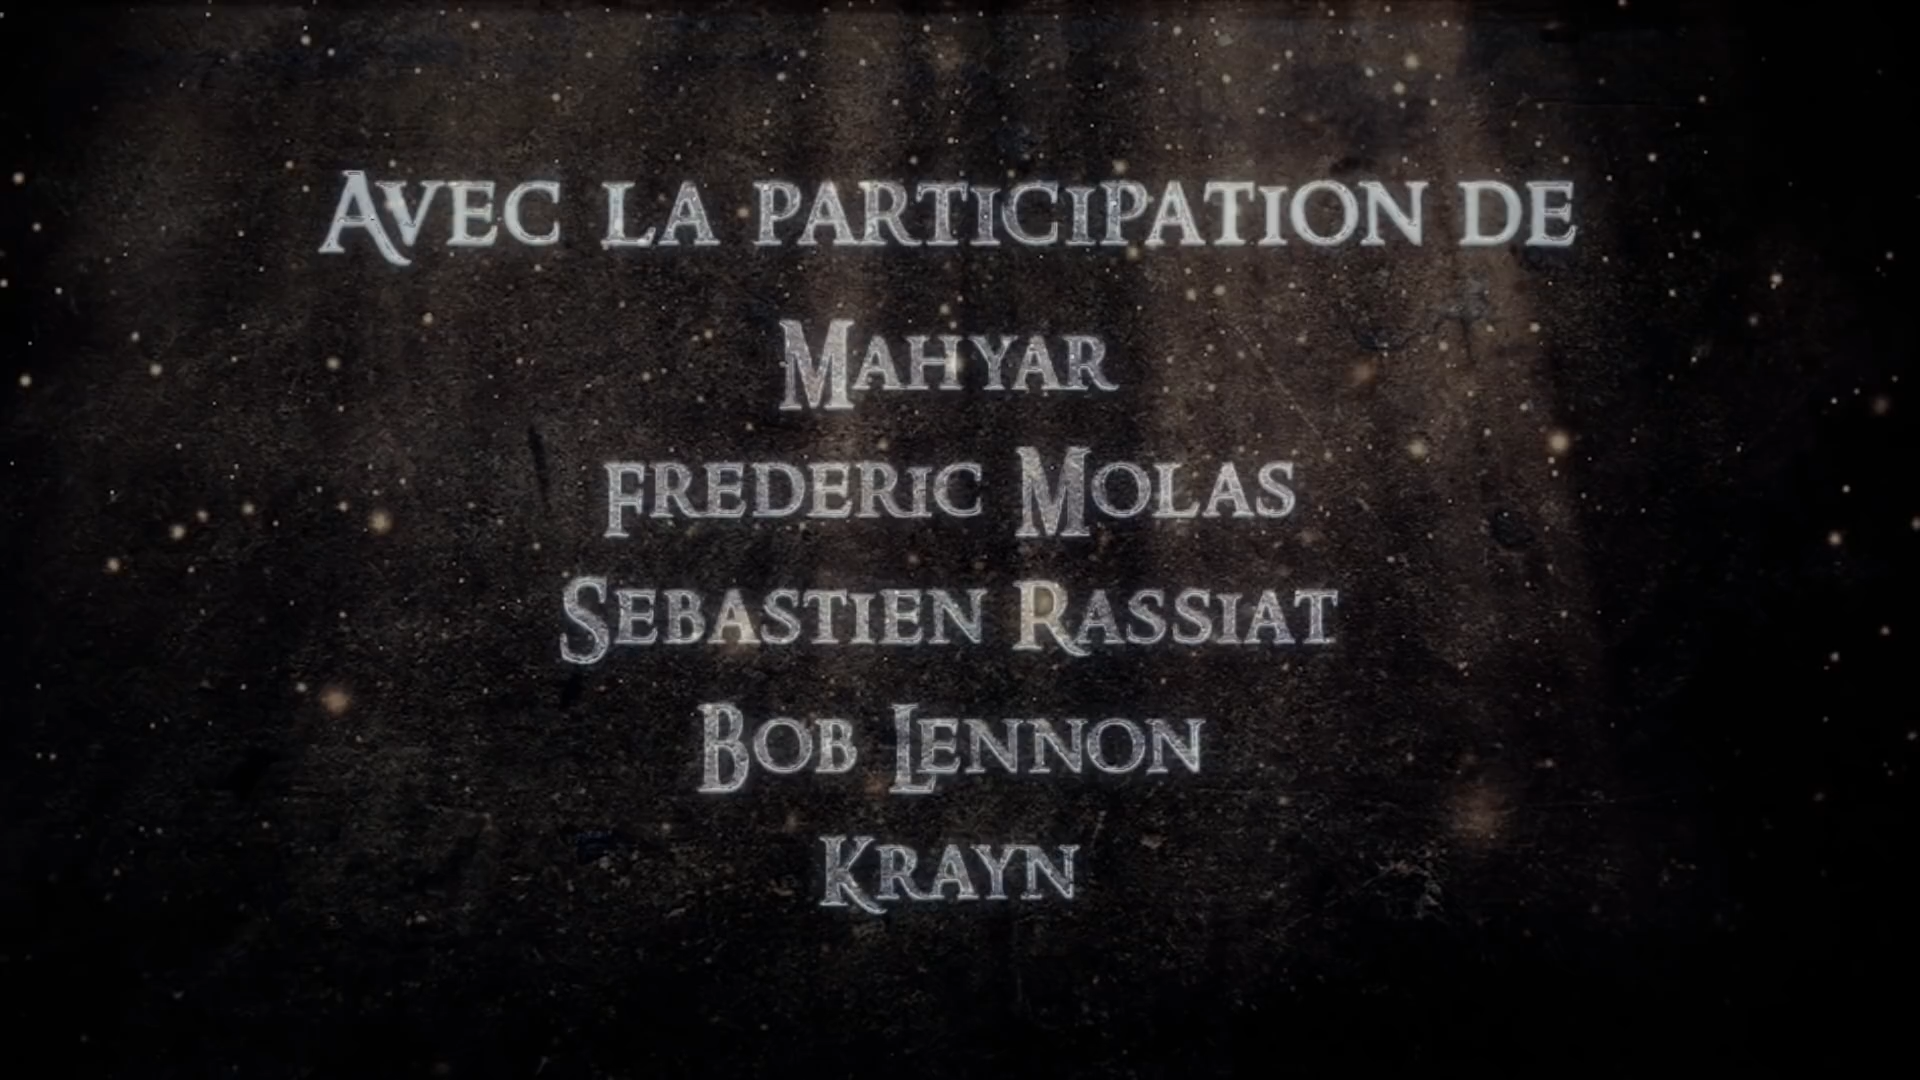 Avec la participation de
Mahyar
Frederic Molas
Sebastien Rassiat
Bob Lennon
Krayn